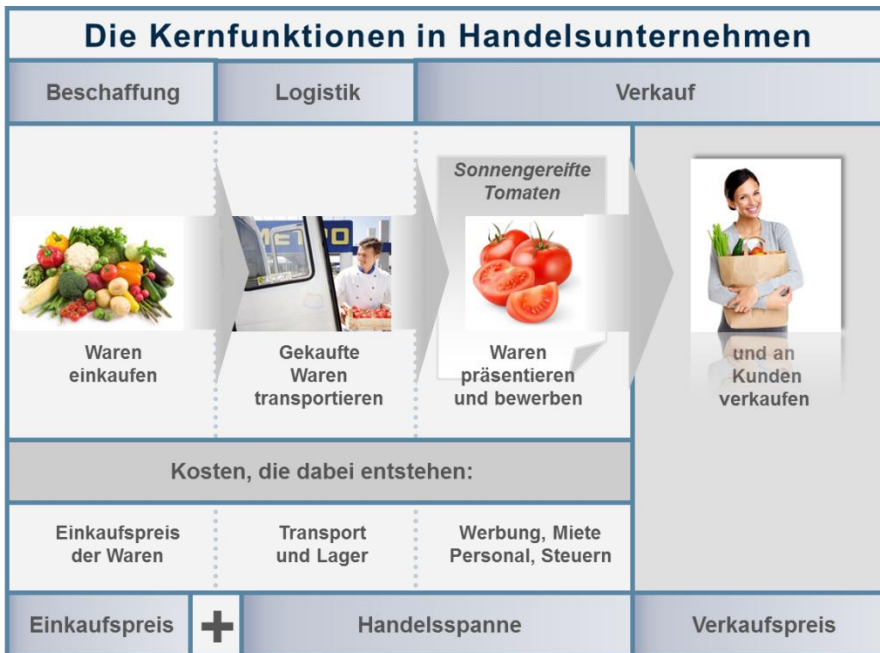 Die Kernfunktionen in Handelsunternehmen
Beschaffung
Logistik
Verkauf
Sonnengereifte
Tomaten
METRO
Waren
einkaufen
Gekaufte
Waren
transportieren
Waren
präsentieren
und bewerben
und an
Kunden
verkaufen
Kosten, die dabei entstehen:
Einkaufspreis
der Waren
Transport
und Lager
Werbung, Miete
Personal, Steuern
Einkaufspreis
+
Handelsspanne
Verkaufspreis